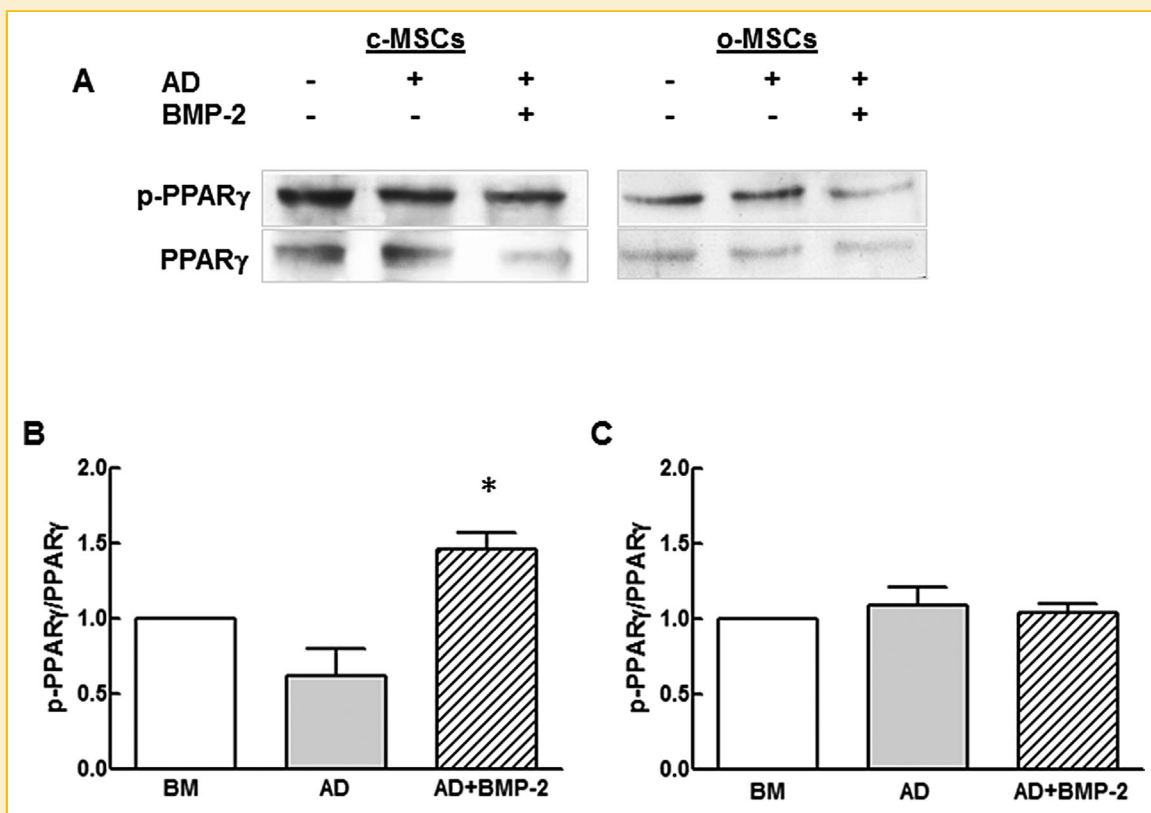 c-MSCs o-MSCs
A AD - + + - + +
BMP-2 - - + - - +
p-PPARγ
PPARγ
B C
2.0
1.5
1.0
0.5
0.0
p-PPARγ/PPARγ
*
BM AD AD+BMP-2
2.0
1.5
1.0
0.5
0.0
p-PPARγ/PPARγ
BM AD AD+BMP-2